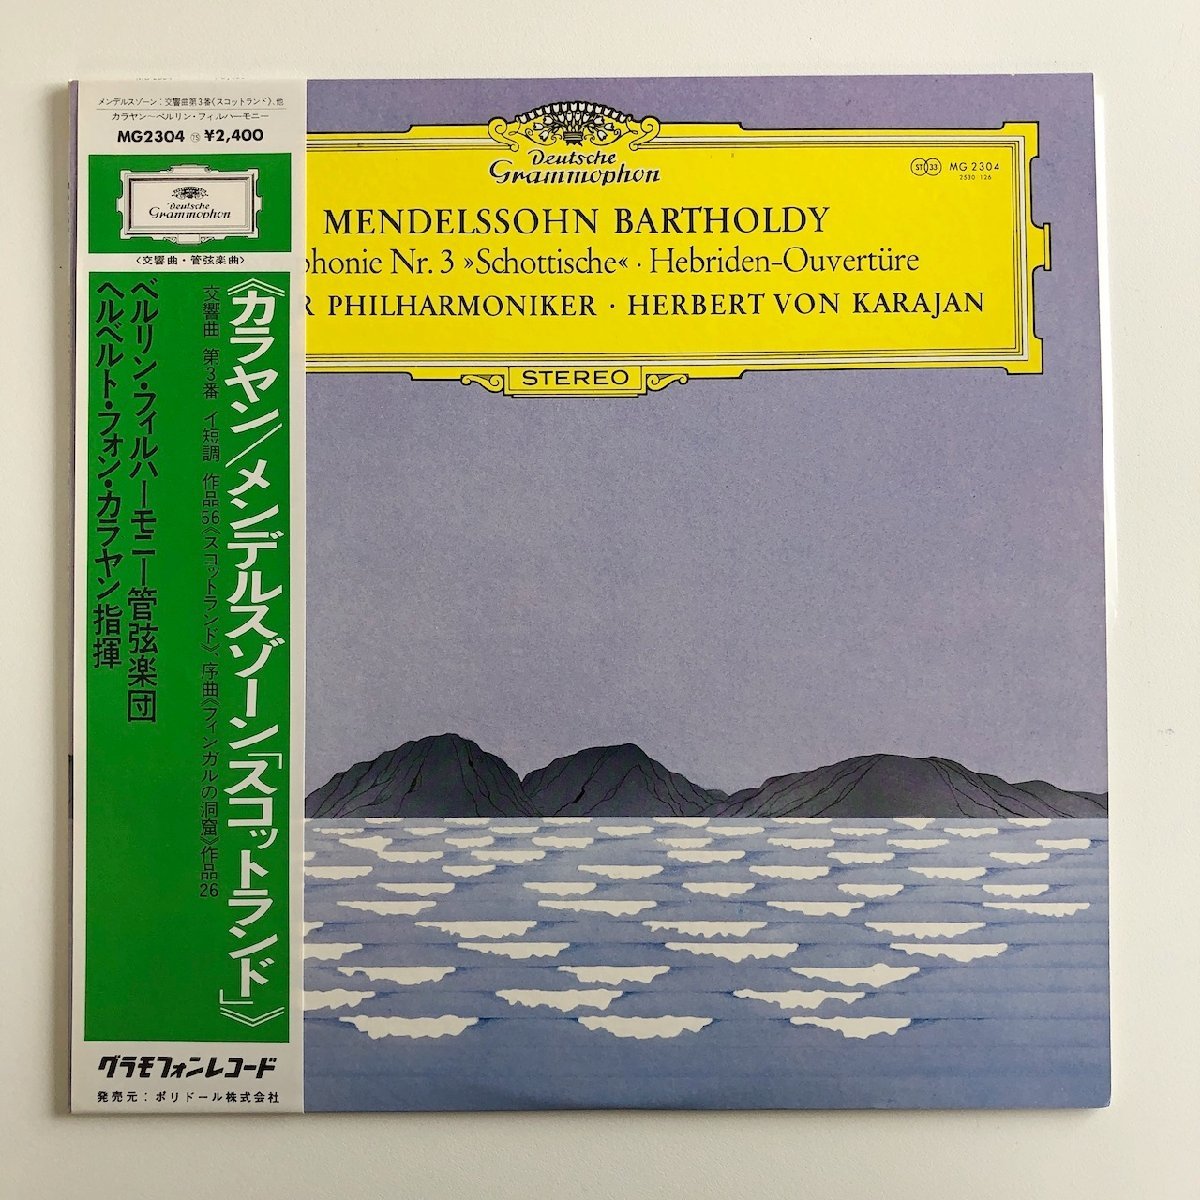 メンデルスゾーン：交響曲第3番《スコットランド》、他
カラヤン〜ベルリン・フィルハーモニー
MG2304 ㊆ ¥2,400
Deutsche
Grammophon
〈交響曲・管弦楽曲〉
《カラヤン/メンデルスゾーン「スコットランド」》
交響曲 第3番 イ短調 作品56《スコットランド》、序曲《フィンガルの洞窟》作品26
ベルリン・フィルハーモニー管弦楽団
ヘルベルト・フォン・カラヤン指揮
グラモフォンレコード
発売元：ポリドール株式会社
Deutsche
Grammophon
ST 33 MG 2304
2530 126
MENDELSSOHN BARTHOLDY
phonie Nr. 3 »Schottische« · Hebriden-Ouvertüre
R PHILHARMONIKER · HERBERT VON KARAJAN
STEREO